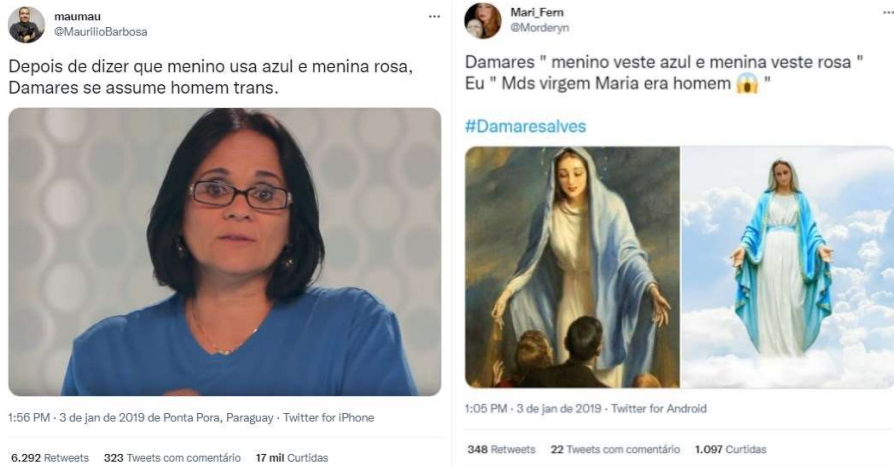 maumau
@MaurilioBarbosa
Depois de dizer que menino usa azul e menina rosa,
Damares se assume homem trans.
1:56 PM · 3 de jan de 2019 de Ponta Pora, Paraguay · Twitter for iPhone
6.292 Retweets 323 Tweets com comentário 17 mil Curtidas
Mari_Fern
@Morderyn
Damares " menino veste azul e menina veste rosa "
Eu " Mds virgem Maria era homem 😱 "
#Damaresalves
1:05 PM · 3 de jan de 2019 · Twitter for Android
348 Retweets 22 Tweets com comentário 1.097 Curtidas